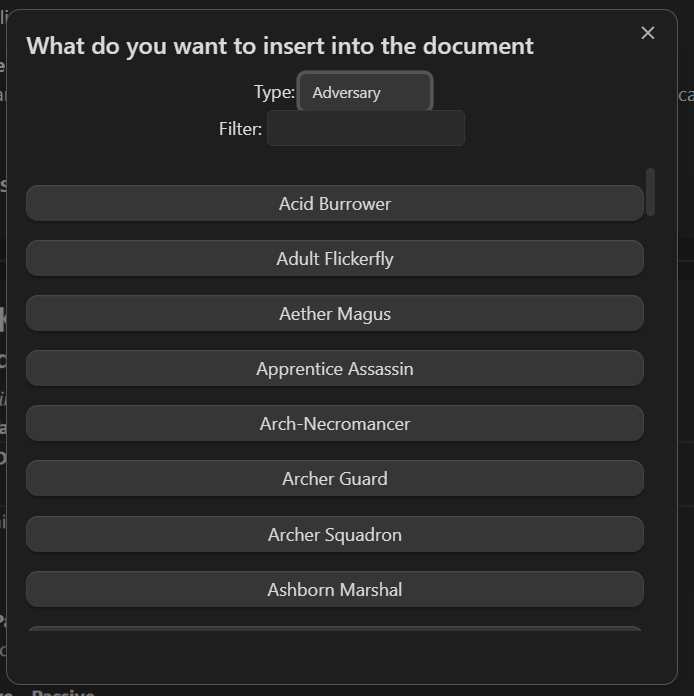 What do you want to insert into the document
Type: Adversary
Filter:
Acid Burrower
Adult Flickerfly
Aether Magus
Apprentice Assassin
Arch-Necromancer
Archer Guard
Archer Squadron
Ashborn Marshal